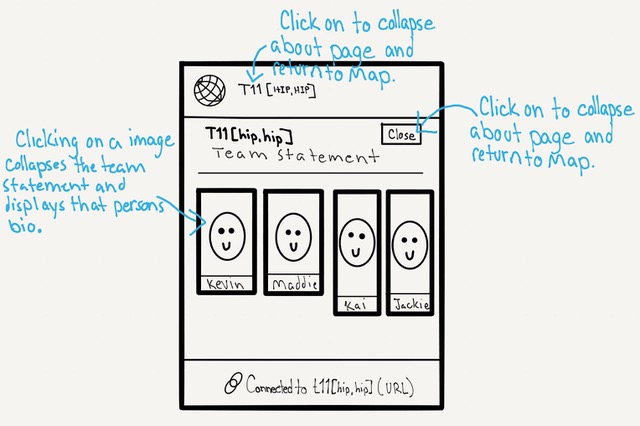 Click on to collapse
about page and
return to Map.
T11 [HIP, HIP]
T11[hip,hip]
Close
Team Statement
Click on to collapse
about page and
return to Map.
Clicking on a image
collapses the team
statement and
displays that persons
bio.
Kevin
Maddie
Kai
Jackie
Connected to t11[hip,hip] (URL)